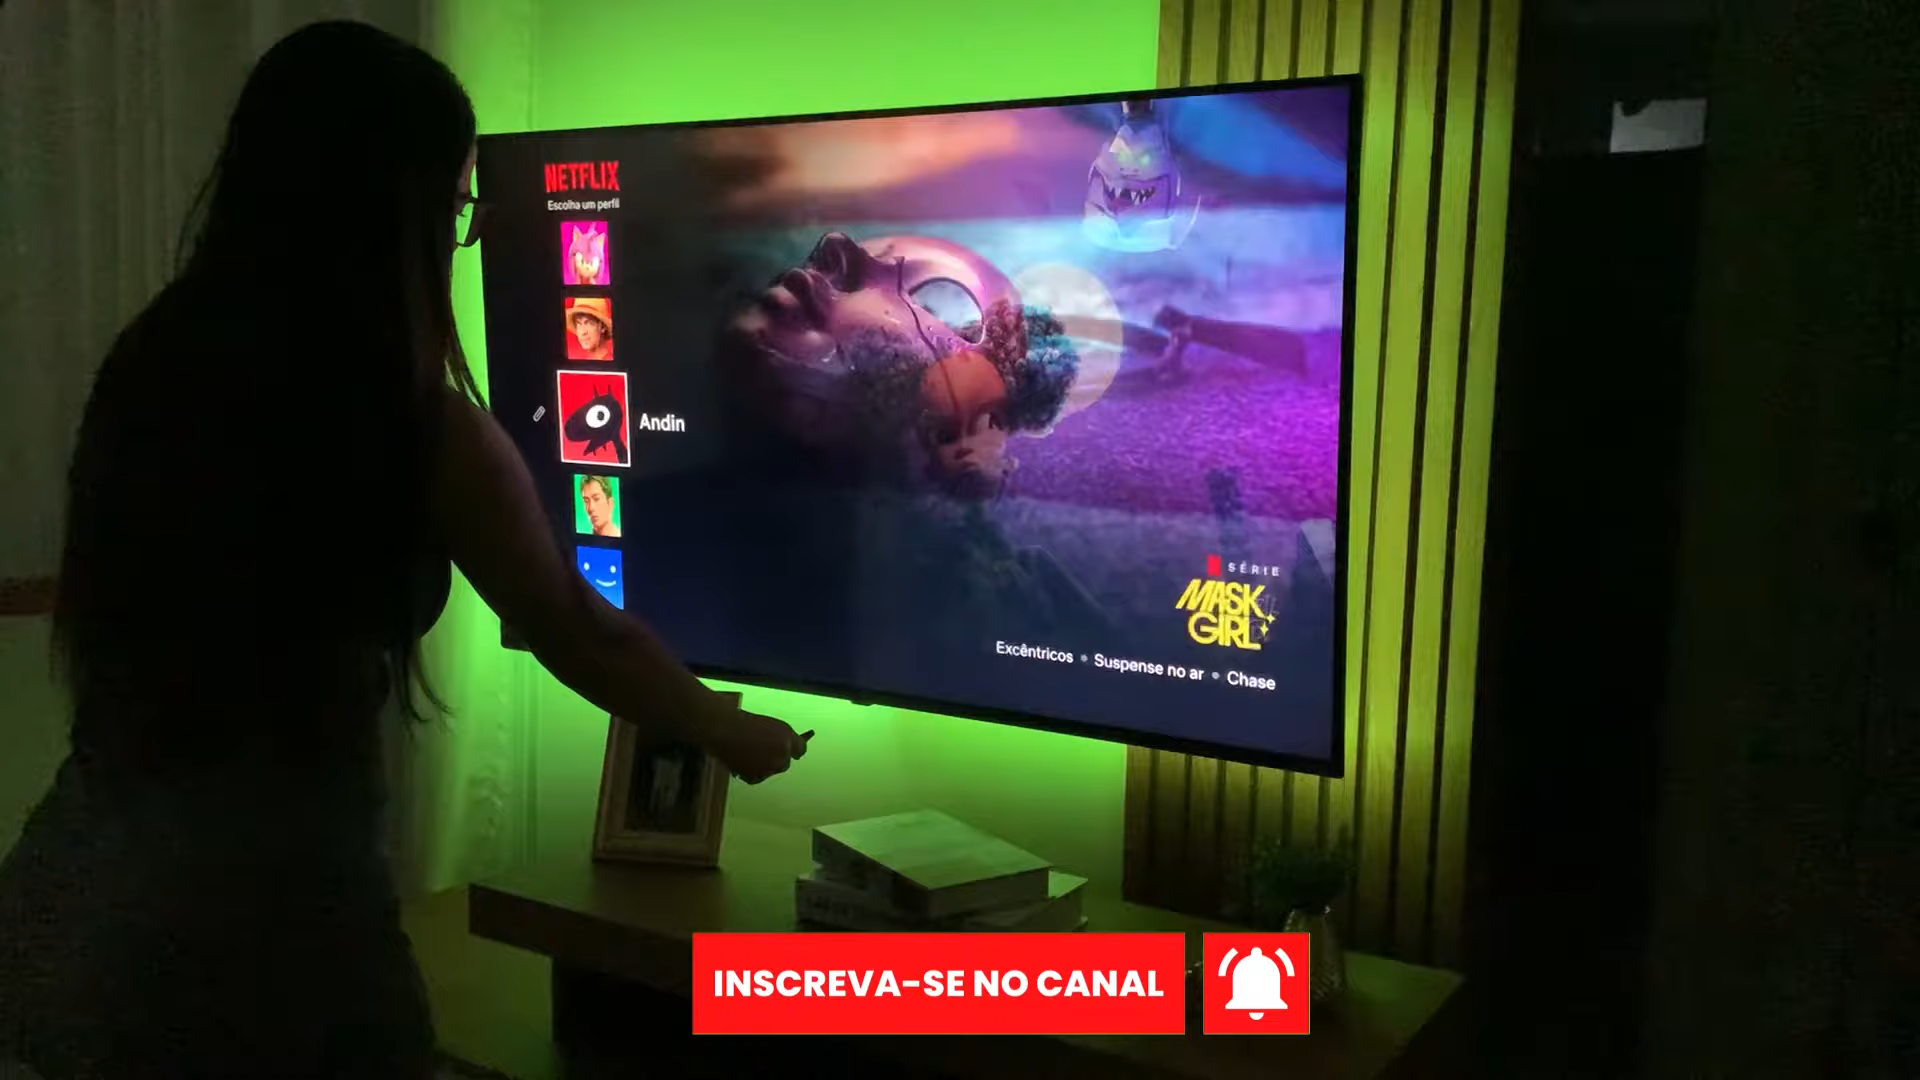 NETFLIX
Escolha um perfil
Andin
SÉRIE
MASK
GIRL
Excêntricos • Suspense no ar • Chase
INSCREVA-SE NO CANAL